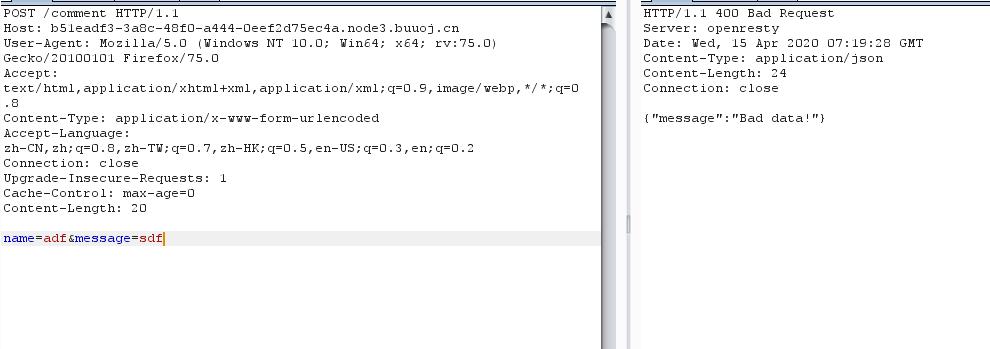 POST /comment HTTP/1.1
Host: b51eadf3-3a8c-48f0-a444-0eef2d75ec4a.node3.buuoj.cn
User-Agent: Mozilla/5.0 (Windows NT 10.0; Win64; x64; rv:75.0)
Gecko/20100101 Firefox/75.0
Accept:
text/html,application/xhtml+xml,application/xml;q=0.9,image/webp,*/*;q=0
.8
Content-Type: application/x-www-form-urlencoded
Accept-Language:
zh-CN,zh;q=0.8,zh-TW;q=0.7,zh-HK;q=0.5,en-US;q=0.3,en;q=0.2
Connection: close
Upgrade-Insecure-Requests: 1
Cache-Control: max-age=0
Content-Length: 20
name=adf&message=sdf
HTTP/1.1 400 Bad Request
Server: openresty
Date: Wed, 15 Apr 2020 07:19:28 GMT
Content-Type: application/json
Content-Length: 24
Connection: close
{"message":"Bad data!"}